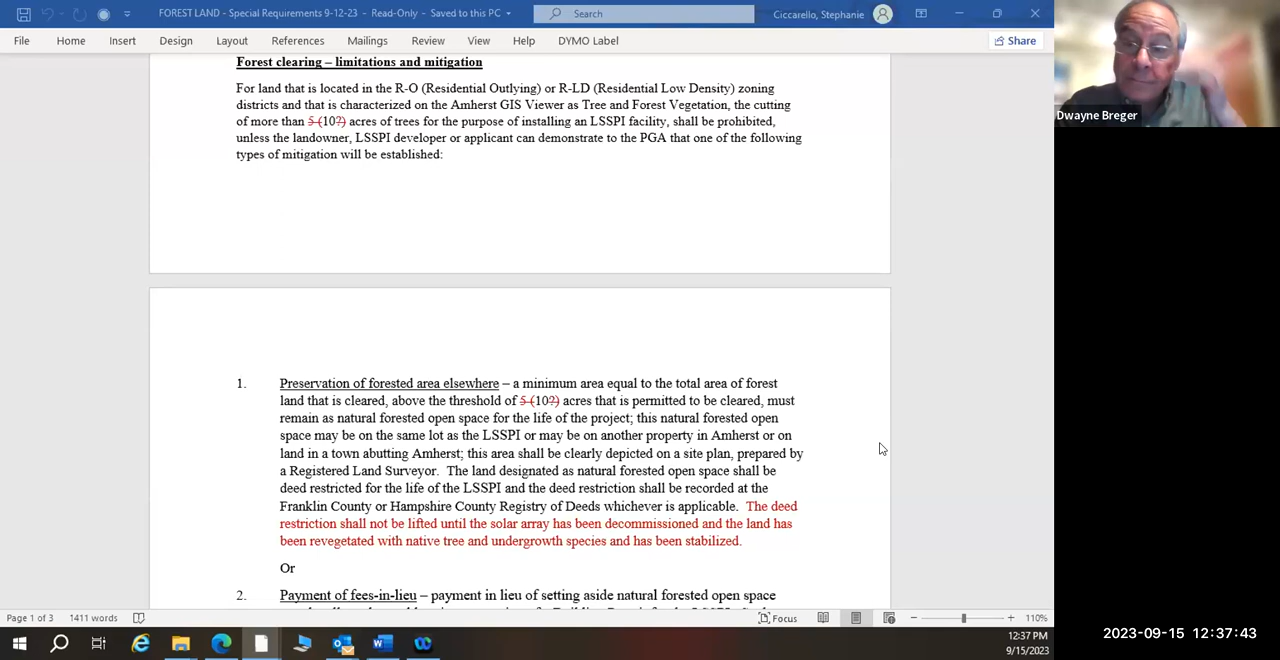 FOREST LAND - Special Requirements 9-12-23 - Read-Only - Saved to this PC
Search
Ciccarello, Stephanie
File Home Insert Design Layout References Mailings Review View Help DYMO Label
Share
Forest clearing – limitations and mitigation
For land that is located in the R-O (Residential Outlying) or R-LD (Residential Low Density) zoning
districts and that is characterized on the Amherst GIS Viewer as Tree and Forest Vegetation, the cutting
of more than 5 (10?) acres of trees for the purpose of installing an LSSPI facility, shall be prohibited,
unless the landowner, LSSPI developer or applicant can demonstrate to the PGA that one of the following
types of mitigation will be established:
1. Preservation of forested area elsewhere – a minimum area equal to the total area of forest
land that is cleared, above the threshold of 5 (10?) acres that is permitted to be cleared, must
remain as natural forested open space for the life of the project; this natural forested open
space may be on the same lot as the LSSPI or may be on another property in Amherst or on
land in a town abutting Amherst; this area shall be clearly depicted on a site plan, prepared by
a Registered Land Surveyor. The land designated as natural forested open space shall be
deed restricted for the life of the LSSPI and the deed restriction shall be recorded at the
Franklin County or Hampshire County Registry of Deeds whichever is applicable. The deed
restriction shall not be lifted until the solar array has been decommissioned and the land has
been revegetated with native tree and undergrowth species and has been stabilized.
Or
2. Payment of fees-in-lieu – payment in lieu of setting aside natural forested open space
Page 1 of 3 1411 words
Focus
110%
12:37 PM
9/15/2023
Dwayne Breger
2023-09-15 12:37:43